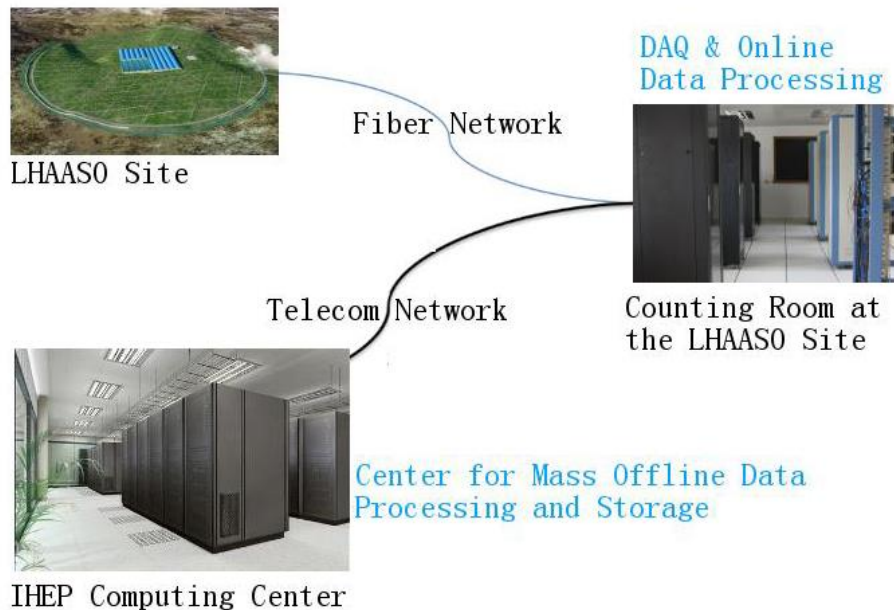 DAQ & Online
Data Processing
Fiber Network
LHAASO Site
Counting Room at
the LHAASO Site
Telecom Network
Center for Mass Offline Data
Processing and Storage
IHEP Computing Center